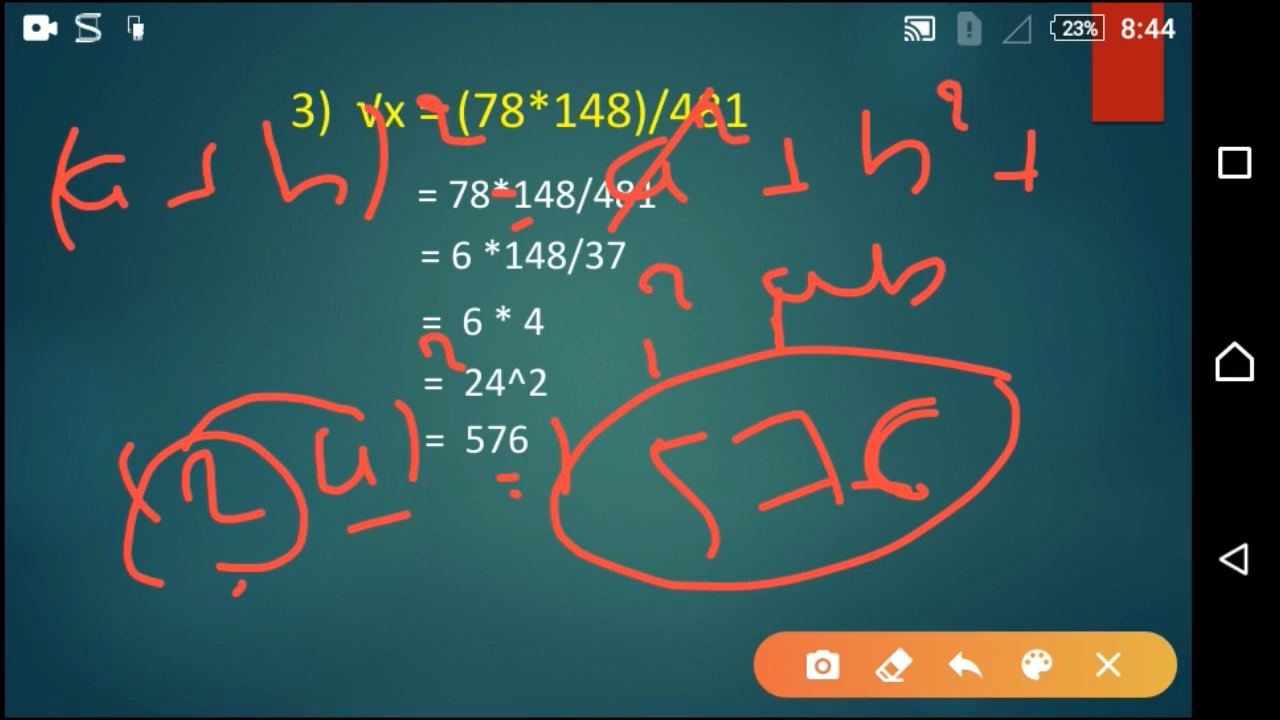 23% 8:44
3) √x = (78*148)/481
(a + b)² = a² + b² +
= 78*148/481
= 6 *148/37
2ab
= 6 * 4
= 24^2
= 576
(24)² = 576